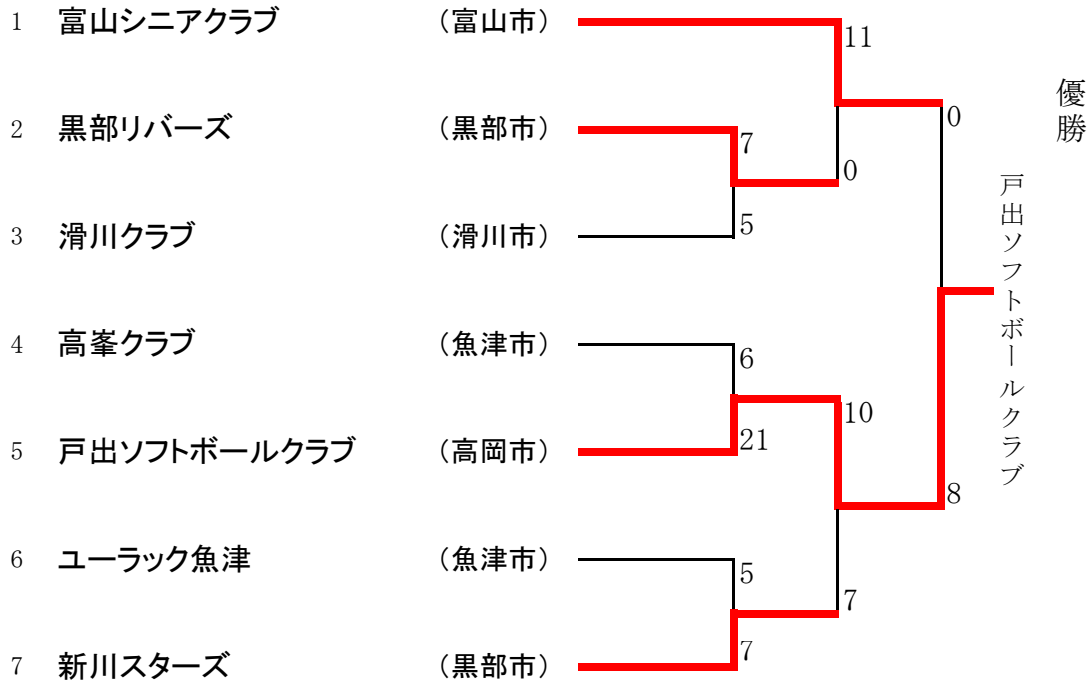 1 富山シニアクラブ (富山市)
11
優勝
0
2 黒部リバーズ (黒部市)
7
0
戸出ソフトボールクラブ
3 滑川クラブ (滑川市)
5
4 高峯クラブ (魚津市)
6
10
5 戸出ソフトボールクラブ (高岡市)
21
8
6 ユーラック魚津 (魚津市)
5
7
7 新川スターズ (黒部市)
7